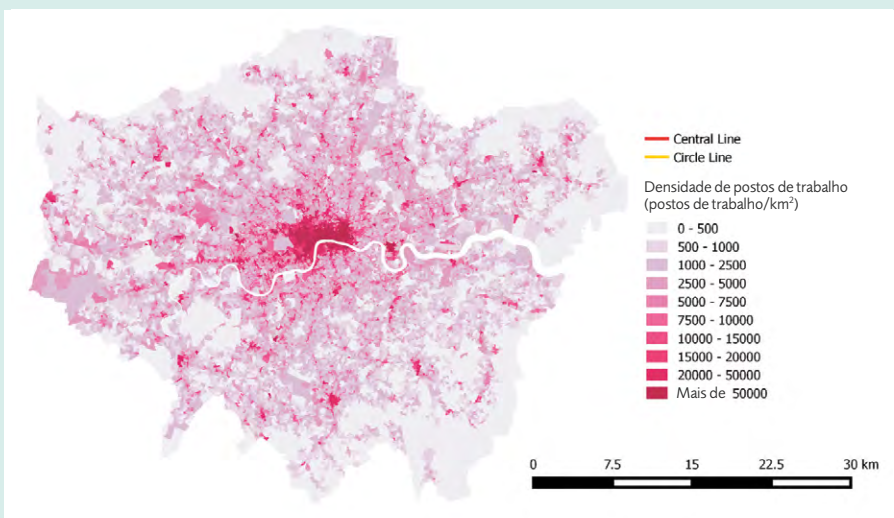 Central Line
Circle Line
Densidade de postos de trabalho
(postos de trabalho/km²)
0 - 500
500 - 1000
1000 - 2500
2500 - 5000
5000 - 7500
7500 - 10000
10000 - 15000
15000 - 20000
20000 - 50000
Mais de 50000
0 7.5 15 22.5 30 km